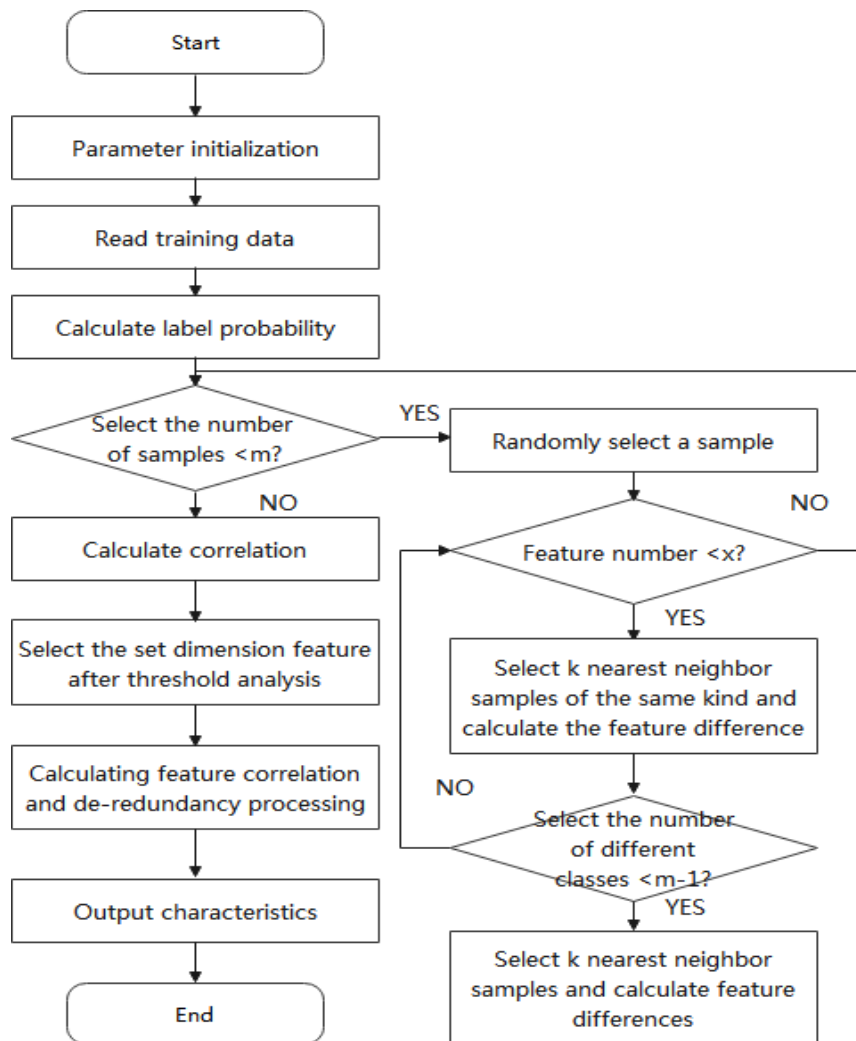 Start
Parameter initialization
Read training data
Calculate label probability
Select the number
of samples <m?
YES
NO
Calculate correlation
Select the set dimension feature
after threshold analysis
Calculating feature correlation
and de-redundancy processing
Output characteristics
End
Randomly select a sample
Feature number <x?
NO
YES
Select k nearest neighbor
samples of the same kind and
calculate the feature difference
NO
Select the number
of different
classes <m-1?
YES
Select k nearest neighbor
samples and calculate feature
differences